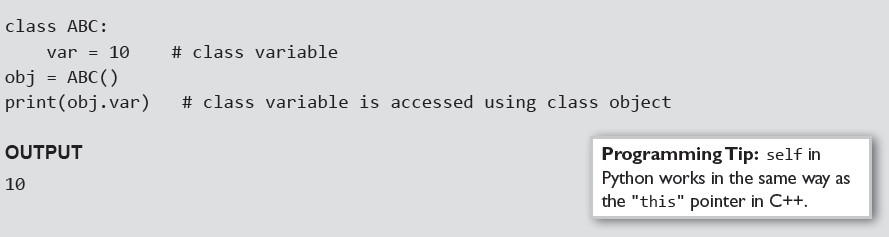 class ABC:
    var = 10    # class variable
obj = ABC()
print(obj.var)   # class variable is accessed using class object
OUTPUT
10
Programming Tip: self in
Python works in the same way as
the "this" pointer in C++.